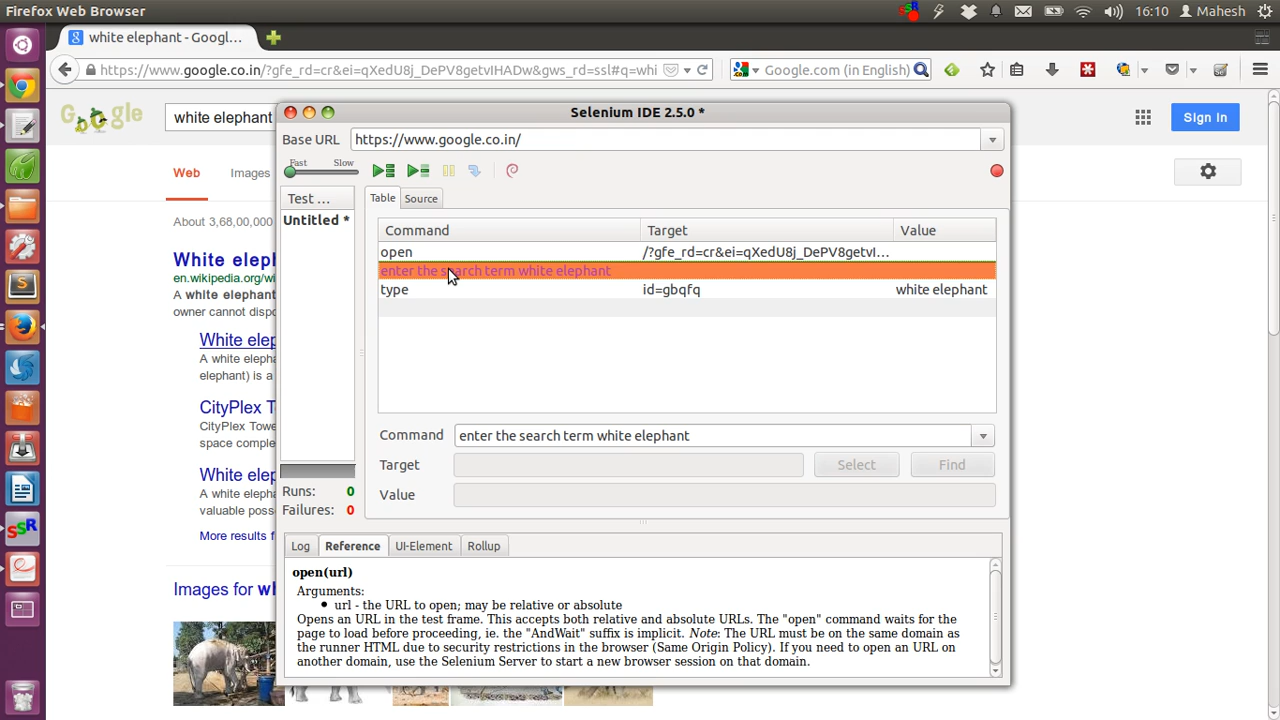 Firefox Web Browser
16:10
Mahesh
white elephant - Googl...
https://www.google.co.in/?gfe_rd=cr&ei=qXedU8j_DePV8getvIHADw&gws_rd=ssl#q=whi
Google.com (in English)
Google
white elephant
Sign in
Web
Images
About 3,68,00,000
White eleph
en.wikipedia.org/wi
A white elephant
owner cannot dispo
White elep
A white elepha
elephant) is a
CityPlex T
CityPlex Towe
space comple
White elep
A white elepha
valuable posse
More results f
Images for wh
Selenium IDE 2.5.0 *
Base URL
https://www.google.co.in/
Fast
Slow
Test ...
Untitled *
Table
Source
Command
Target
Value
open
/?gfe_rd=cr&ei=qXedU8j_DePV8getvI...
enter the search term white elephant
type
id=gbqfq
white elephant
Command
enter the search term white elephant
Target
Select
Find
Value
Runs:
0
Failures:
0
Log
Reference
UI-Element
Rollup
open(url)
Arguments:
• url - the URL to open; may be relative or absolute
Opens an URL in the test frame. This accepts both relative and absolute URLs. The "open" command waits for the
page to load before proceeding, ie. the "AndWait" suffix is implicit. Note: The URL must be on the same domain as
the runner HTML due to security restrictions in the browser (Same Origin Policy). If you need to open an URL on
another domain, use the Selenium Server to start a new browser session on that domain.